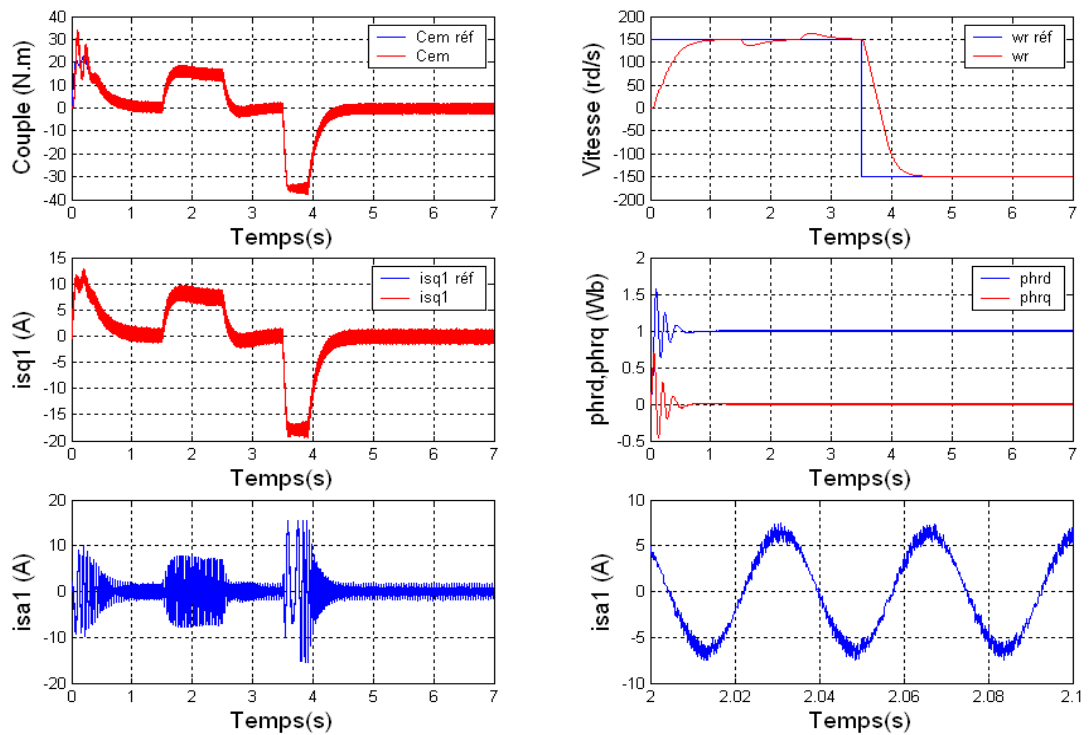 40
30
20
10
0
-10
-20
-30
-40
Couple (N.m)
Cem réf
Cem
0 1 2 3 4 5 6 7
Temps(s)
200
150
100
50
0
-50
-100
-150
-200
Vitesse (rd/s)
wr réf
wr
0 1 2 3 4 5 6 7
Temps(s)
15
10
5
0
-5
-10
-15
-20
isq1 (A)
isq1 réf
isq1
0 1 2 3 4 5 6 7
Temps(s)
2
1.5
1
0.5
0
-0.5
phrd,phrq (Wb)
phrd
phrq
0 1 2 3 4 5 6 7
Temps(s)
20
10
0
-10
-20
isa1 (A)
0 1 2 3 4 5 6 7
Temps(s)
10
5
0
-5
-10
isa1 (A)
2 2.02 2.04 2.06 2.08 2.1
Temps(s)